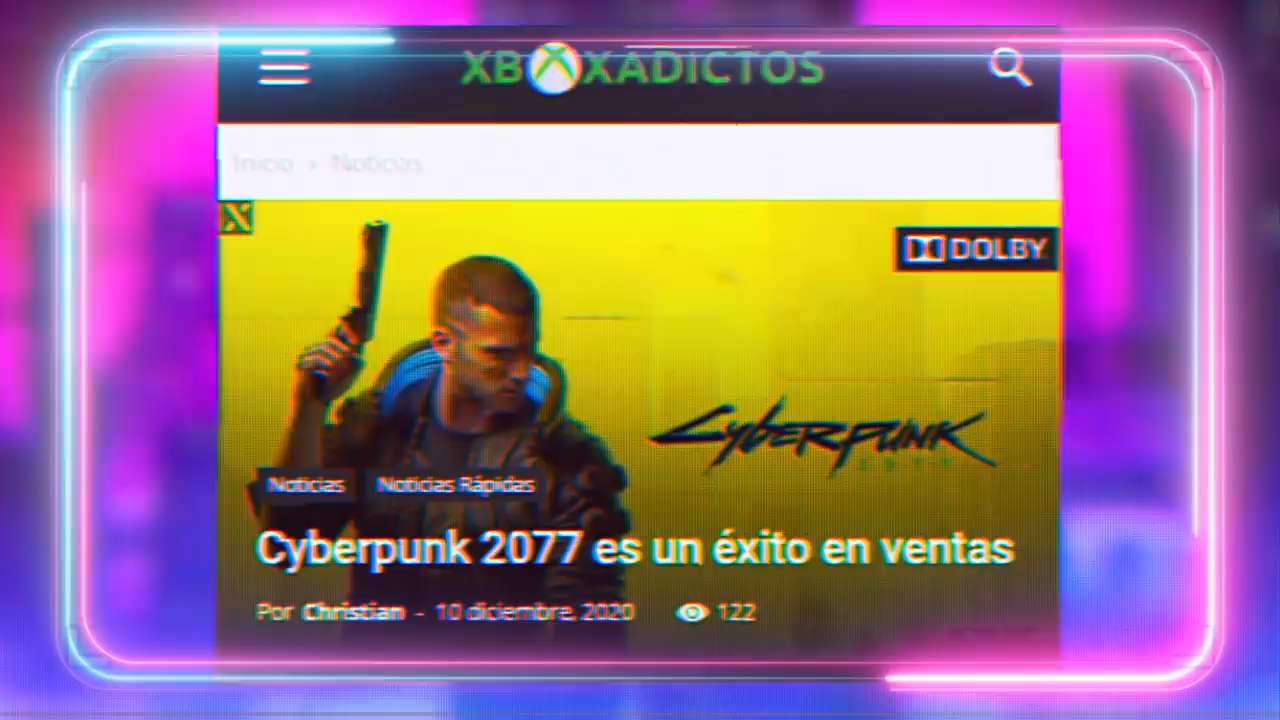 XBOXADICTOS
Inicio › Noticias
X
DOLBY
CYBERPUNK
Noticias Noticias Rápidas
Cyberpunk 2077 es un éxito en ventas
Por Christian - 10 diciembre, 2020 122